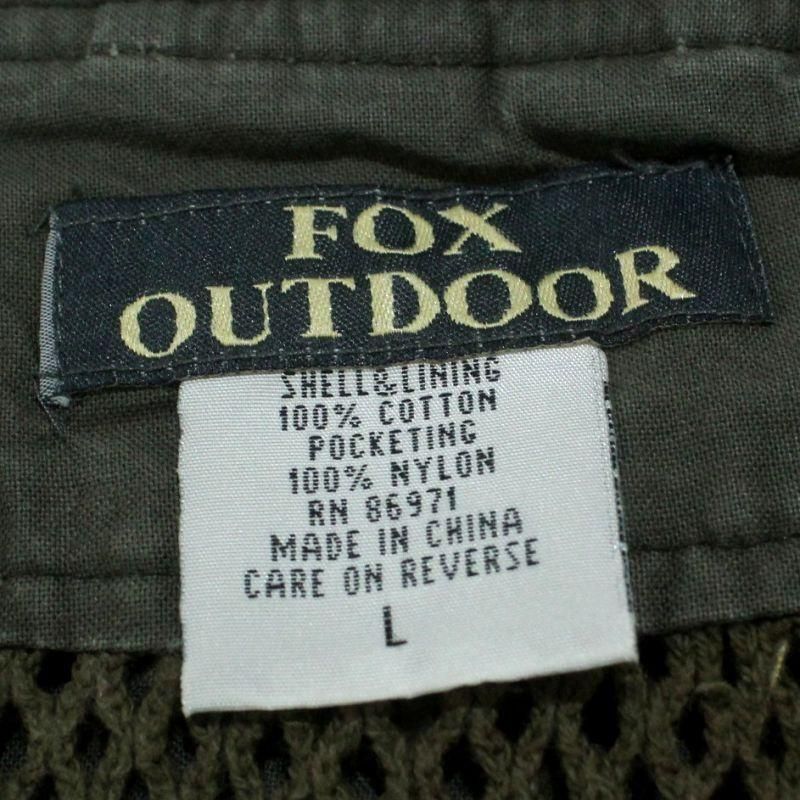 FOX
OUTDOOR
SHELL&LINING
100% COTTON
POCKETING
100% NYLON
RN 86971
MADE IN CHINA
CARE ON REVERSE
L